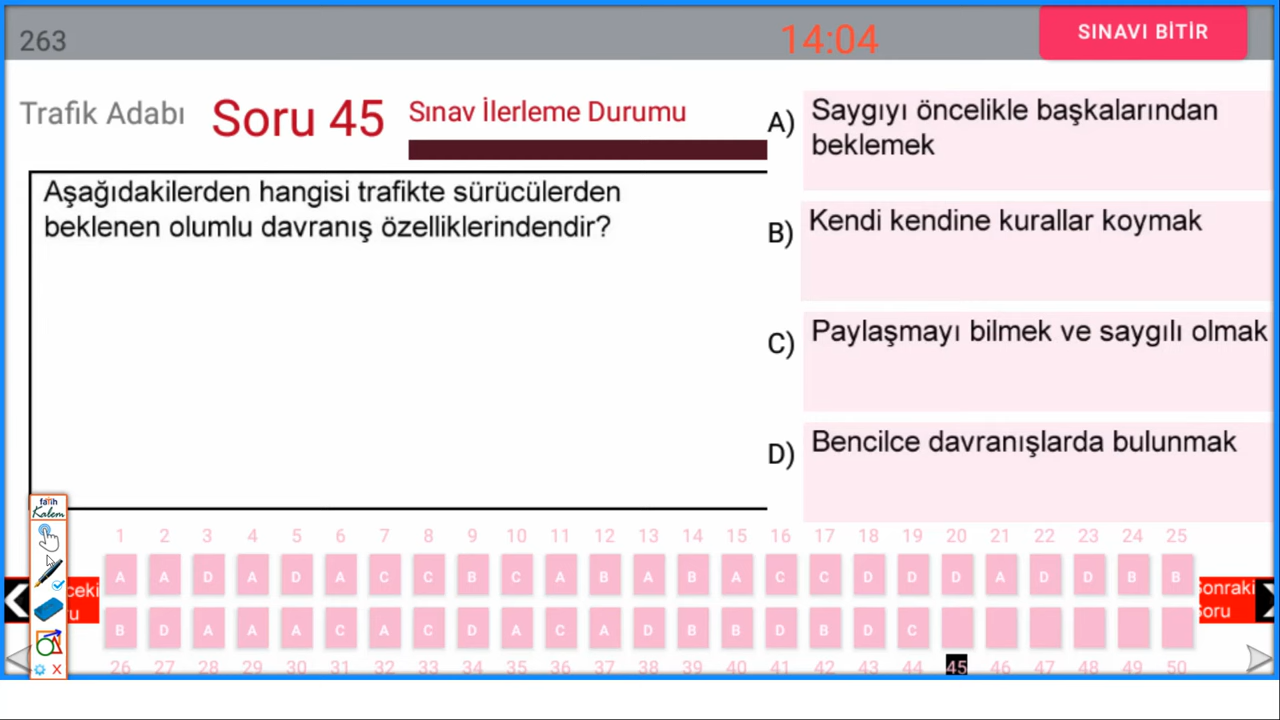 263
14:04
SINAVI BİTİR
Trafik Adabı
Soru 45
Sınav İlerleme Durumu
Aşağıdakilerden hangisi trafikte sürücülerden
beklenen olumlu davranış özelliklerindendir?
A)
Saygıyı öncelikle başkalarından
beklemek
B)
Kendi kendine kurallar koymak
C)
Paylaşmayı bilmek ve saygılı olmak
D)
Bencilce davranışlarda bulunmak
fatih
Kalem
1 2 3 4 5 6 7 8 9 10 11 12 13 14 15 16 17 18 19 20 21 22 23 24 25
A A D A D A C C B C A B A B A C C D D D A D D B B
B D A A A C A C D A C A D B B D B D C
26 27 28 29 30 31 32 33 34 35 36 37 38 39 40 41 42 43 44 45 46 47 48 49 50
Sonraki
Soru